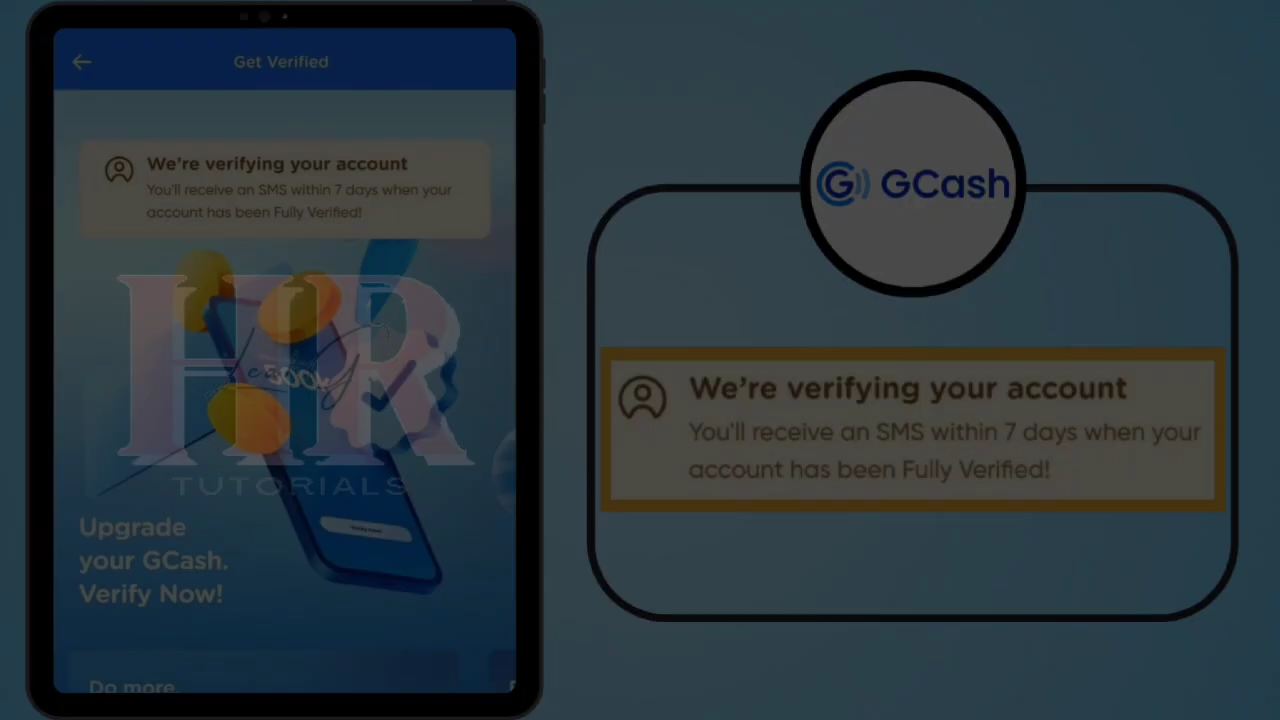 Get Verified
We're verifying your account
You'll receive an SMS within 7 days when your
account has been Fully Verified!
HR
TUTORIALS
Upgrade
your GCash.
Verify Now!
Do more.
GCash
We're verifying your account
You'll receive an SMS within 7 days when your
account has been Fully Verified!